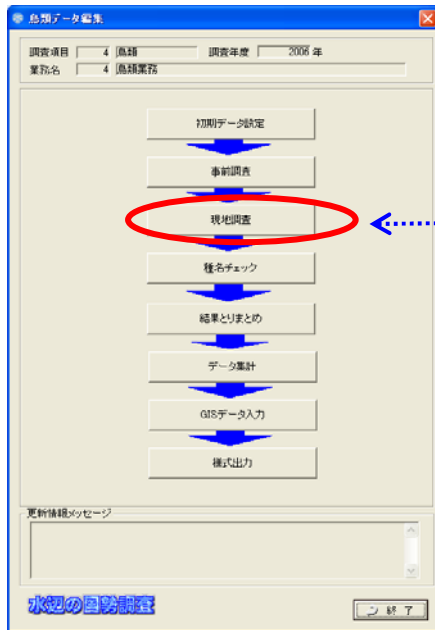 鳥類データ編集
調査項目 4 鳥類 調査年度 2006 年
業務名 4 鳥類業務
初期データ設定
事前調査
現地調査
種名チェック
結果とりまとめ
データ集計
GISデータ入力
様式出力
更新情報メッセージ
水辺の国勢調査
終 了